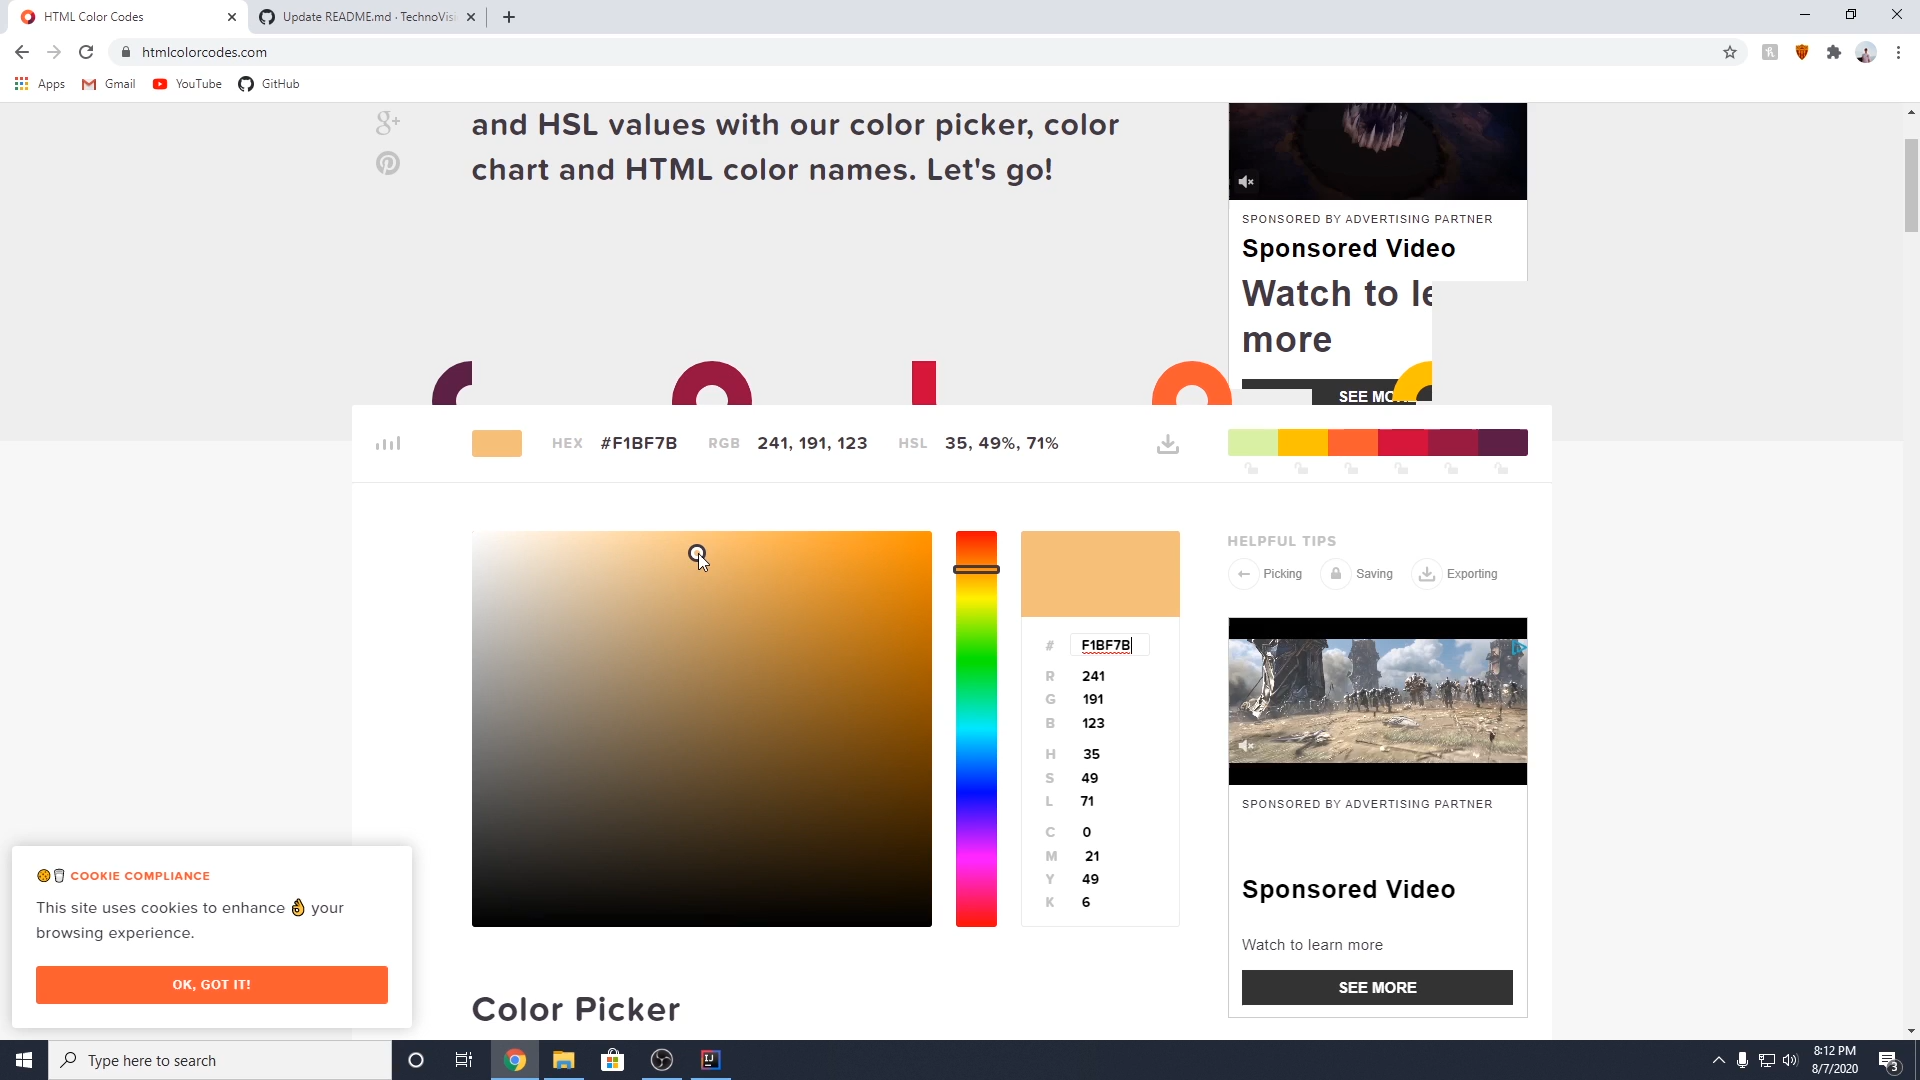 HTML Color Codes
Update README.md · TechnoVisi
htmlcolorcodes.com
Apps
Gmail
YouTube
GitHub
and HSL values with our color picker, color
chart and HTML color names. Let's go!
SPONSORED BY ADVERTISING PARTNER
Sponsored Video
Watch to le
more
SEE MO
HEX #F1BF7B RGB 241, 191, 123 HSL 35, 49%, 71%
HELPFUL TIPS
Picking Saving Exporting
# F1BF7B
R 241
G 191
B 123
H 35
S 49
L 71
C 0
M 21
Y 49
K 6
SPONSORED BY ADVERTISING PARTNER
Sponsored Video
Watch to learn more
SEE MORE
COOKIE COMPLIANCE
This site uses cookies to enhance 👌 your
browsing experience.
OK, GOT IT!
Color Picker
Type here to search
8:12 PM
8/7/2020
3